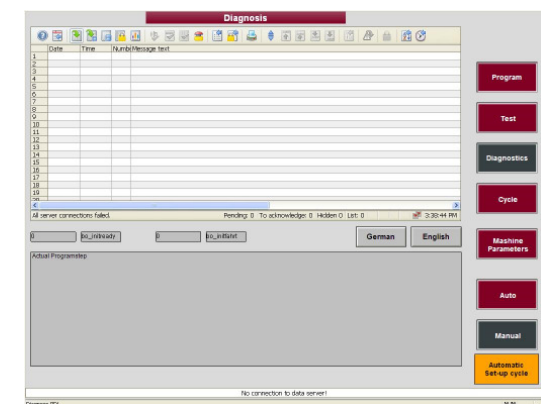 Diagnosis
Date Time Numb Message text
1
2
3
4
5
6
7
8
9
10
11
12
13
14
15
16
17
18
19
All server connections failed. Pending: 0 To acknowledge: 0 Hidden 0 List: 0 3:38:44 PM
0 bo_initready 0 bo_initfahrt German English
Actual Programstep
Program
Test
Diagnostics
Cycle
Mashine
Parameters
Auto
Manual
Automatic
Set-up cycle
No connection to data server!